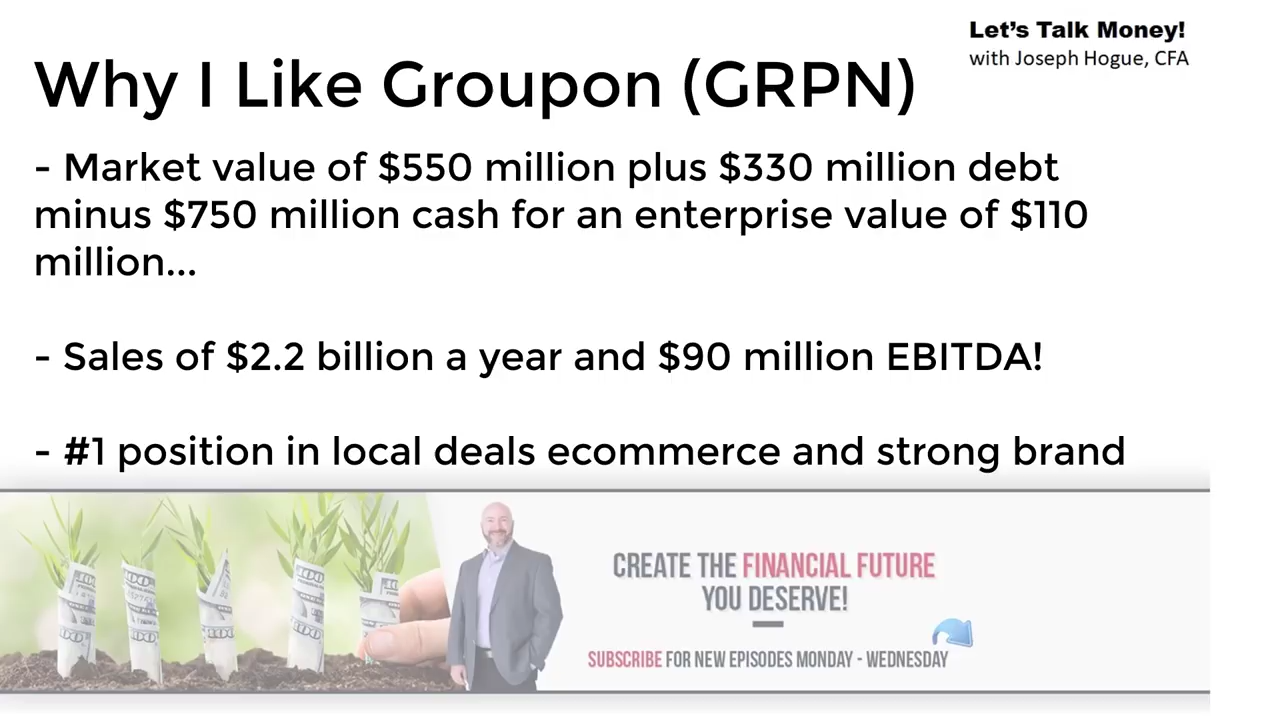 Let's Talk Money!
with Joseph Hogue, CFA
Why I Like Groupon (GRPN)
- Market value of $550 million plus $330 million debt
minus $750 million cash for an enterprise value of $110
million...
- Sales of $2.2 billion a year and $90 million EBITDA!
- #1 position in local deals ecommerce and strong brand
CREATE THE FINANCIAL FUTURE
YOU DESERVE!
SUBSCRIBE FOR NEW EPISODES MONDAY - WEDNESDAY